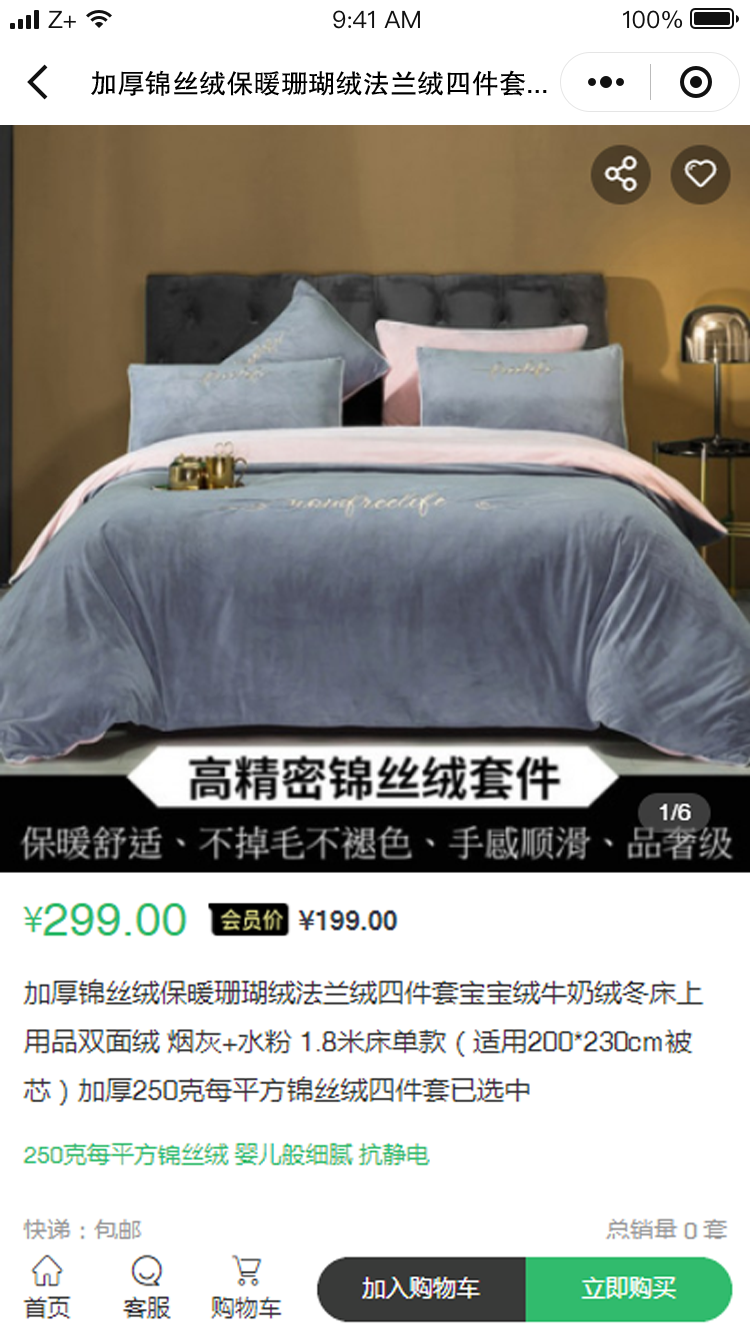 Z+ 9:41 AM 100%
加厚锦丝绒保暖珊瑚绒法兰绒四件套...
高精密锦丝绒套件
1/6
保暖舒适、不掉毛不褪色、手感顺滑、品奢级
¥299.00 会员价 ¥199.00
加厚锦丝绒保暖珊瑚绒法兰绒四件套宝宝绒牛奶绒冬床上
用品双面绒 烟灰+水粉 1.8米床单款（适用200*230cm被
芯）加厚250克每平方锦丝绒四件套已选中
250克每平方锦丝绒 婴儿般细腻 抗静电
快递：包邮 总销量 0 套
首页 客服 购物车 加入购物车 立即购买